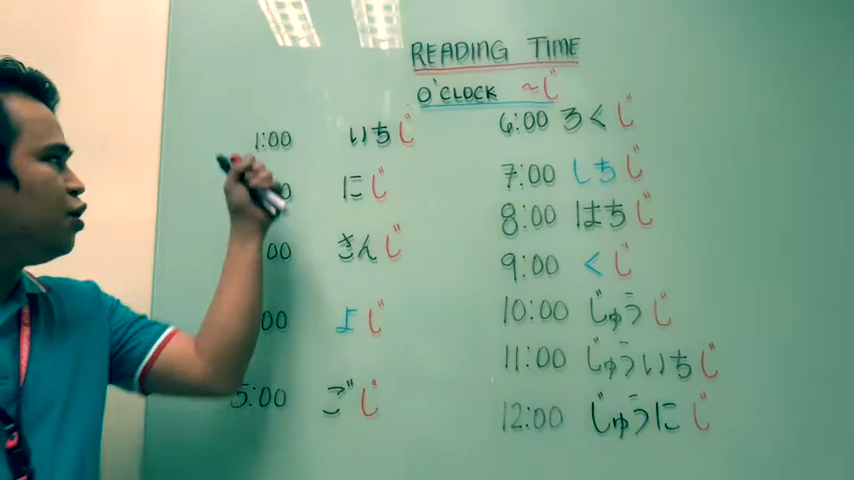 READING TIME
O'CLOCK ~じ
1:00 いちじ
:00 にじ
:00 さんじ
:00 よじ
5:00 ごじ
6:00 ろくじ
7:00 しちじ
8:00 はちじ
9:00 くじ
10:00 じゅうじ
11:00 じゅういちじ
12:00 じゅうにじ